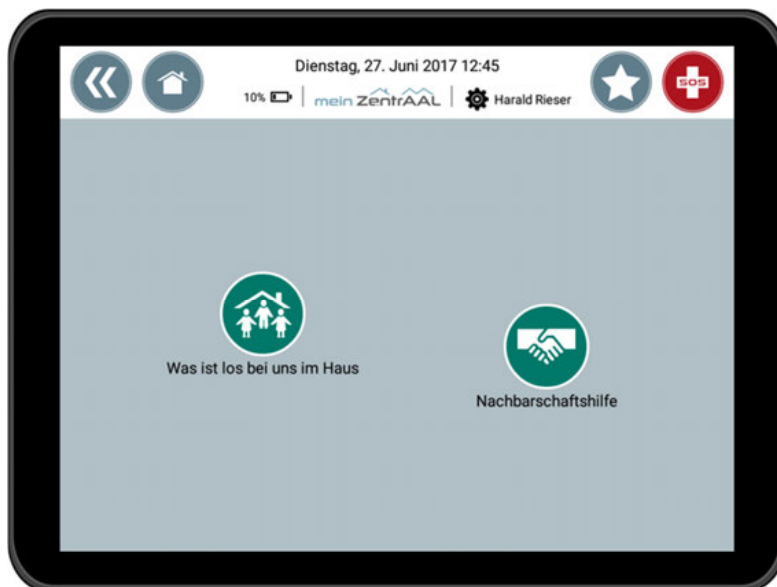 Dienstag, 27. Juni 2017 12:45
10% mein ZentrAAL Harald Rieser
SOS
Was ist los bei uns im Haus
Nachbarschaftshilfe